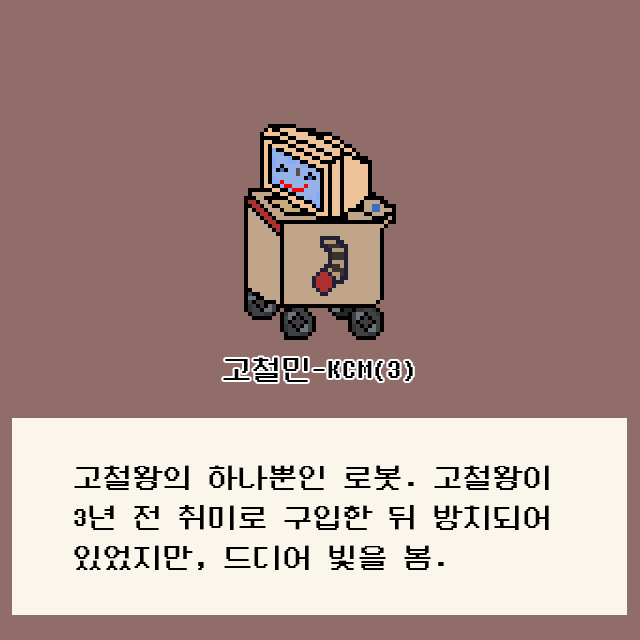 고철민-KCM(3)
고철왕의 하나뿐인 로봇. 고철왕이
3년 전 취미로 구입한 뒤 방치되어
있었지만, 드디어 빛을 봄.